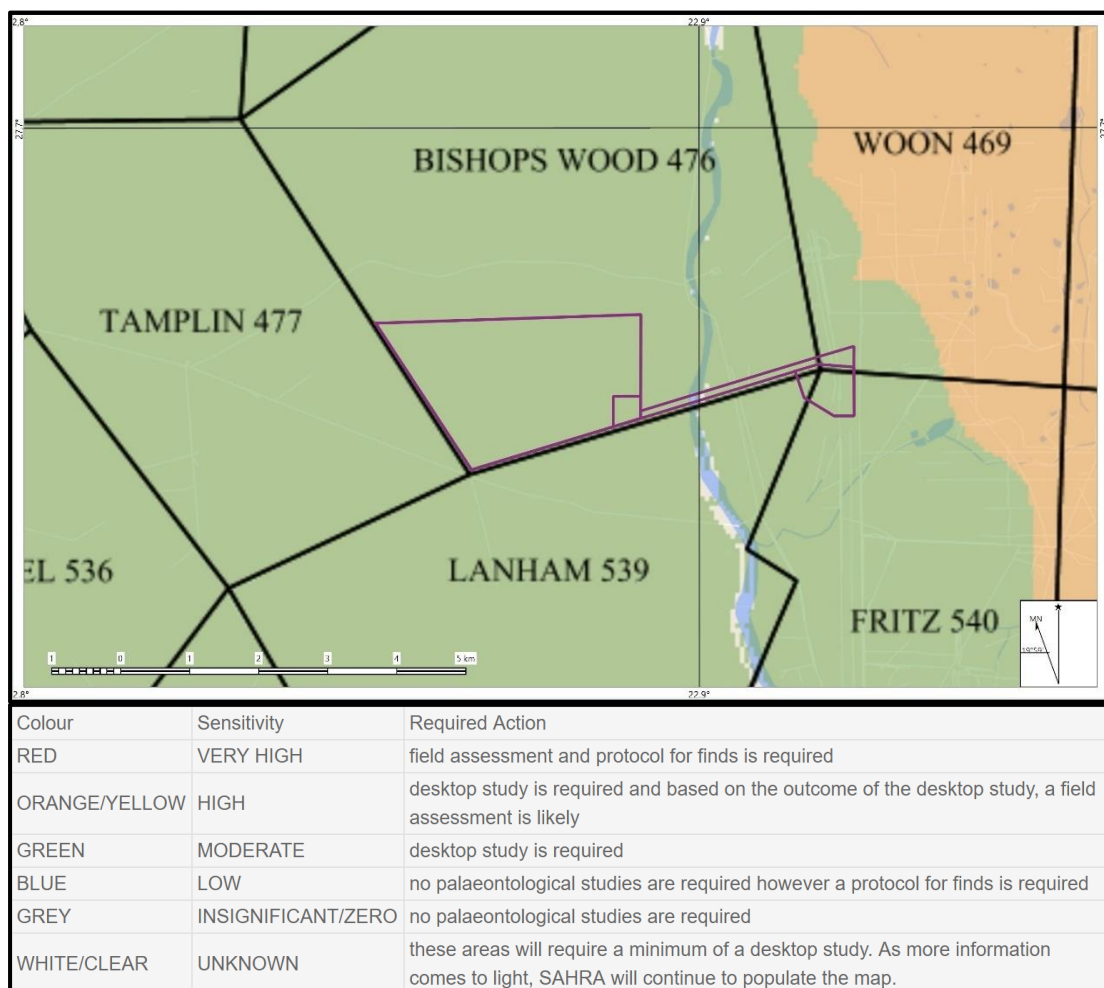 2.8°
22.9°
27.7°
27.7°
BISHOPS WOOD 476
WOON 469
TAMPLIN 477
EL 536
LANHAM 539
FRITZ 540
MN
19°59'
1 0 1 2 3 4 5 km
2.8°
22.9°
Colour Sensitivity Required Action
RED VERY HIGH field assessment and protocol for finds is required
ORANGE/YELLOW HIGH desktop study is required and based on the outcome of the desktop study, a field
assessment is likely
GREEN MODERATE desktop study is required
BLUE LOW no palaeontological studies are required however a protocol for finds is required
GREY INSIGNIFICANT/ZERO no palaeontological studies are required
WHITE/CLEAR UNKNOWN these areas will require a minimum of a desktop study. As more information
comes to light, SAHRA will continue to populate the map.